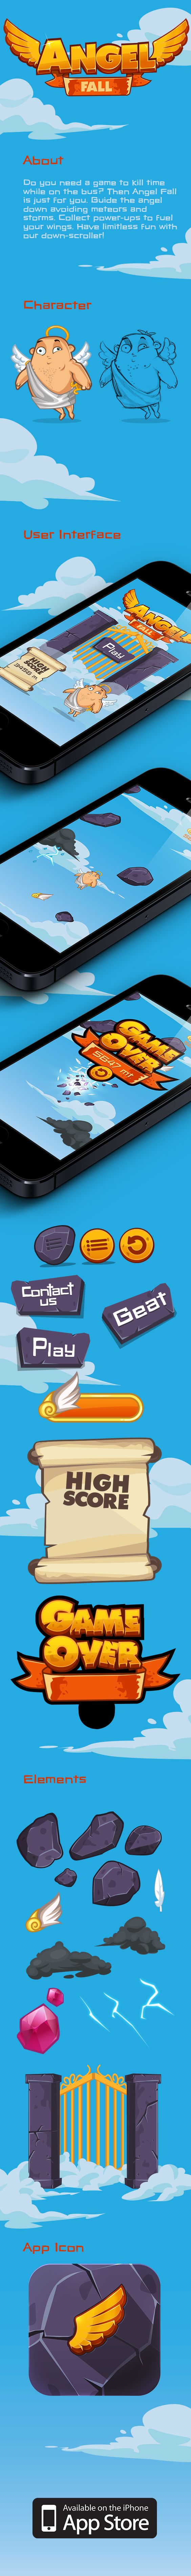 ANGEL
FALL
About
Do you need a game to kill time
while on the bus? Then Angel Fall
is just for you. Guide the angel
down avoiding meteors and
storms. Collect power-ups to fuel
your wings. Have limitless fun with
our down-scroller!
Character
User Interface
ANGEL
FALL
Play
HIGH
SCORE
GAME
OVER
5647 mt
Contact
us
Geat
Play
HIGH
SCORE
GAME
OVER
Elements
App Icon
Available on the iPhone
App Store